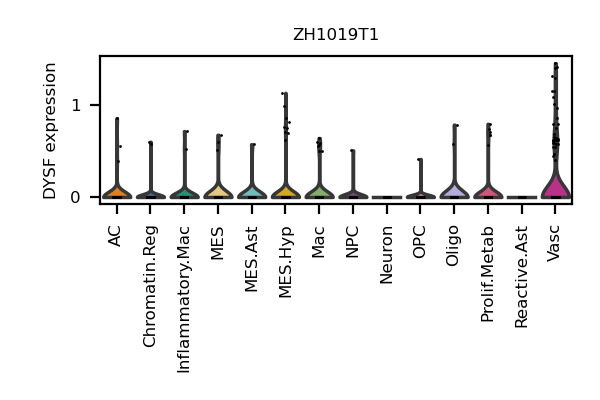 ZH1019T1
DYSF expression
1
0
AC
Chromatin.Reg
Inflammatory.Mac
MES
MES.Ast
MES.Hyp
Mac
NPC
Neuron
OPC
Oligo
Prolif.Metab
Reactive.Ast
Vasc